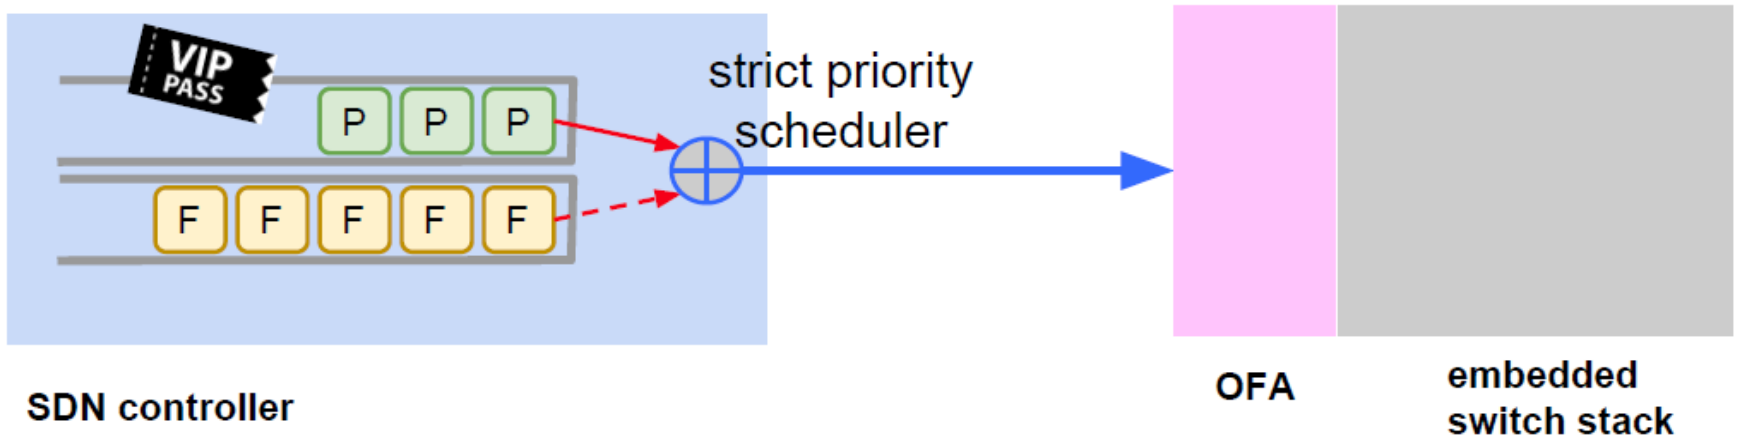 VIP
PASS
P P P
strict priority
scheduler
F F F F F
SDN controller
OFA
embedded
switch stack